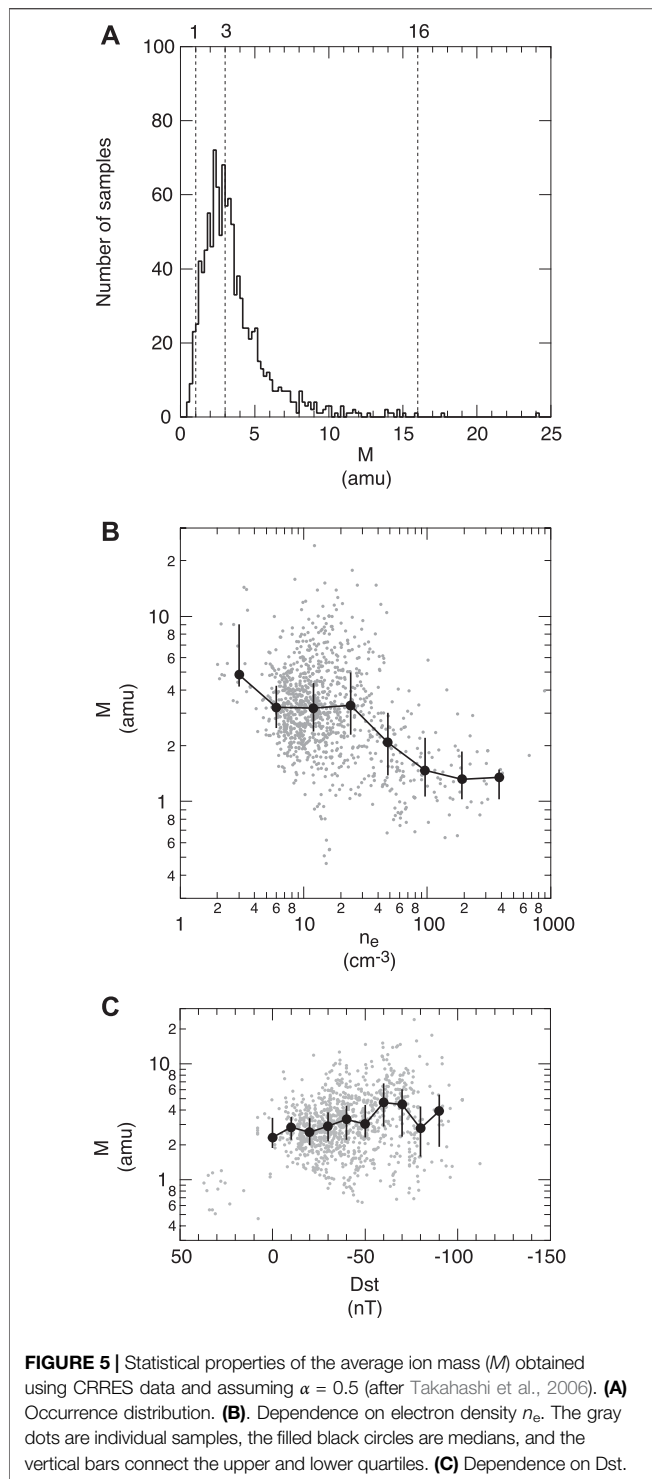 A
1 3 16
100
80
60
40
20
0
Number of samples
0 5 10 15 20 25
M
(amu)
B
2
10
8
6
4
2
1
8
6
4
M
(amu)
1 2 4 6 8 10 2 4 6 8 100 2 4 6 8 1000
nₑ
(cm⁻³)
C
2
10
8
6
4
2
1
8
6
4
M
(amu)
50 0 -50 -100 -150
Dst
(nT)
FIGURE 5 | Statistical properties of the average ion mass (M) obtained
using CRRES data and assuming α = 0.5 (after Takahashi et al., 2006). (A)
Occurrence distribution. (B). Dependence on electron density nₑ. The gray
dots are individual samples, the filled black circles are medians, and the
vertical bars connect the upper and lower quartiles. (C) Dependence on Dst.